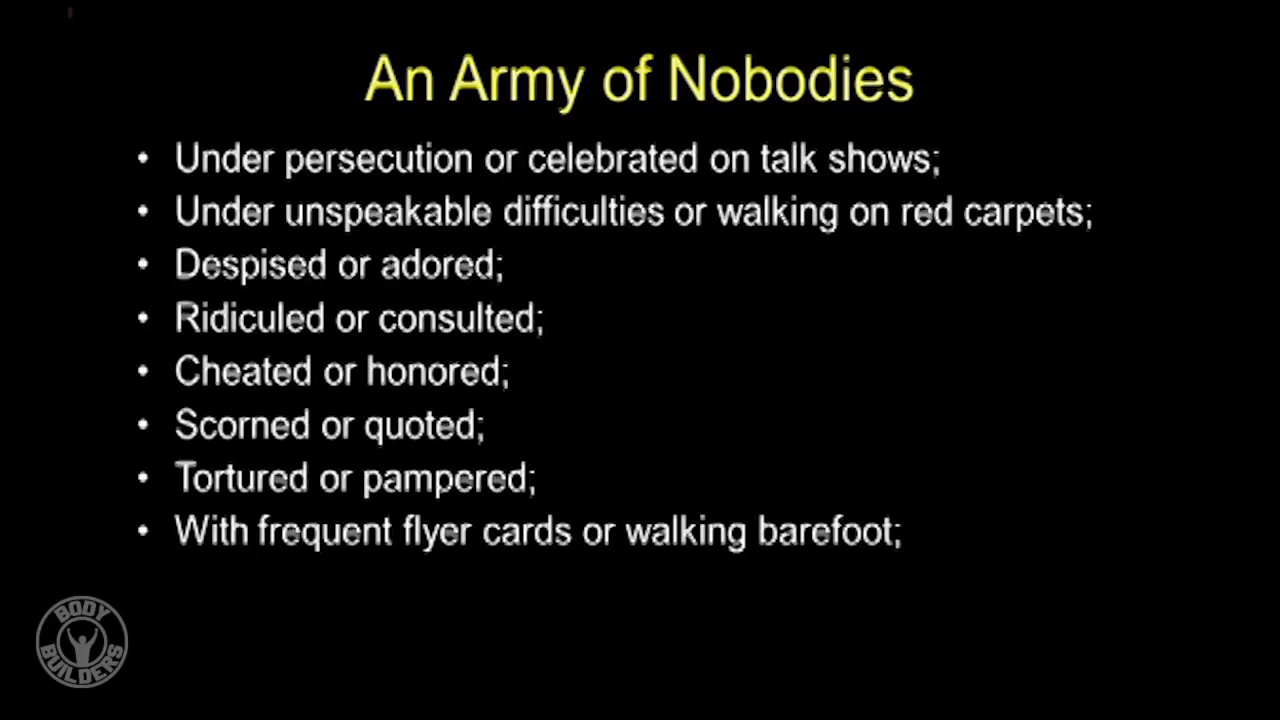 An Army of Nobodies
• Under persecution or celebrated on talk shows;
• Under unspeakable difficulties or walking on red carpets;
• Despised or adored;
• Ridiculed or consulted;
• Cheated or honored;
• Scorned or quoted;
• Tortured or pampered;
• With frequent flyer cards or walking barefoot;
BODY
BUILDERS